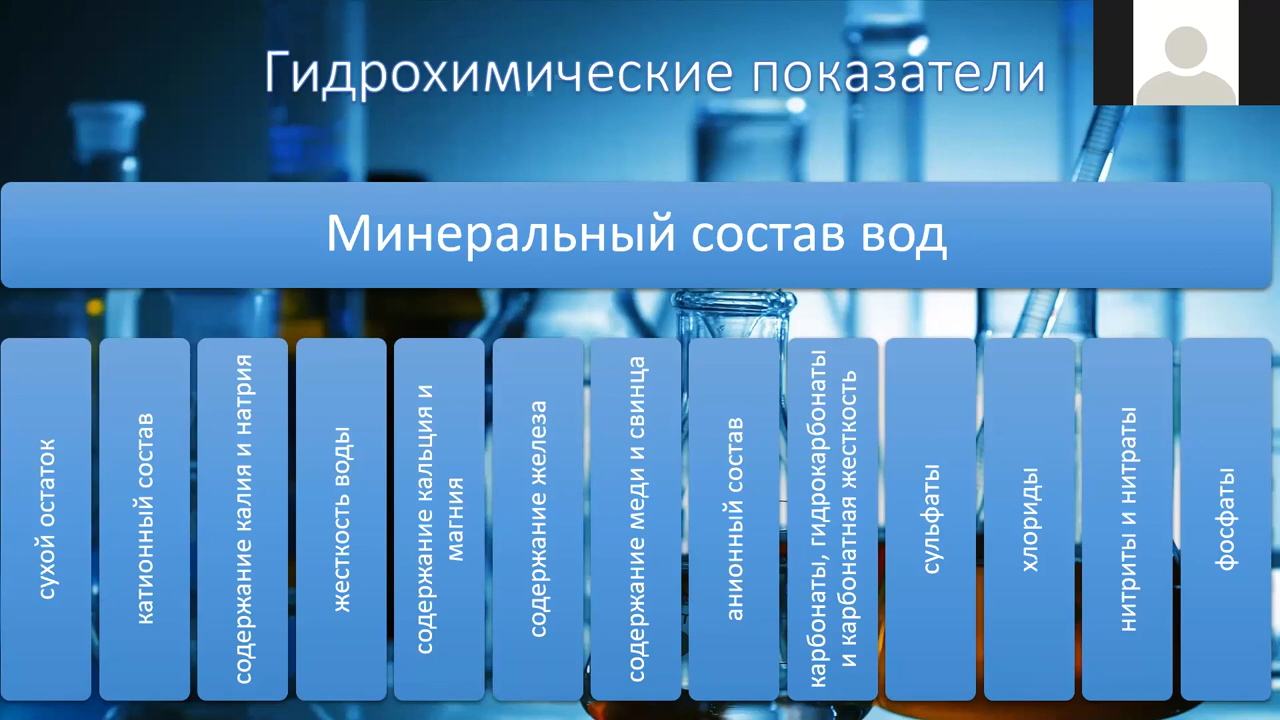 Гидрохимические показатели
Минеральный состав вод
сухой остаток
катионный состав
содержание калия и натрия
жесткость воды
содержание кальция и
магния
содержание железа
содержание меди и свинца
анионный состав
карбонаты, гидрокарбонаты
и карбонатная жесткость
сульфаты
хлориды
нитриты и нитраты
фосфаты